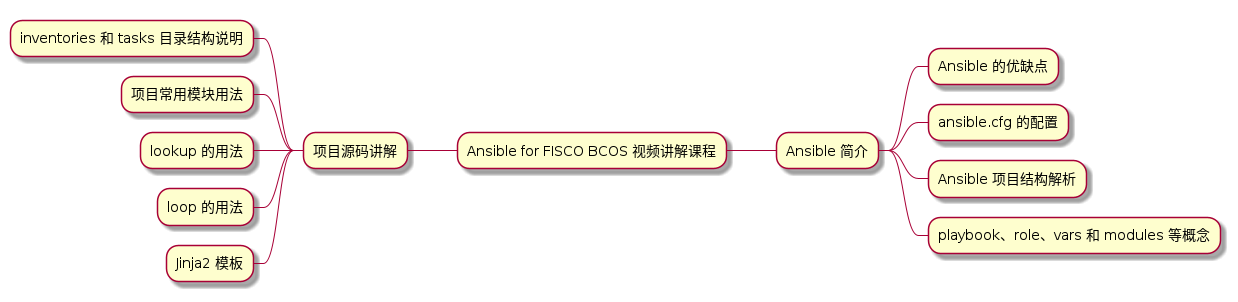 inventories 和 tasks 目录结构说明
项目常用模块用法
lookup 的用法
loop 的用法
Jinja2 模板
项目源码讲解
Ansible for FISCO BCOS 视频讲解课程
Ansible 简介
Ansible 的优缺点
ansible.cfg 的配置
Ansible 项目结构解析
playbook、role、vars 和 modules 等概念